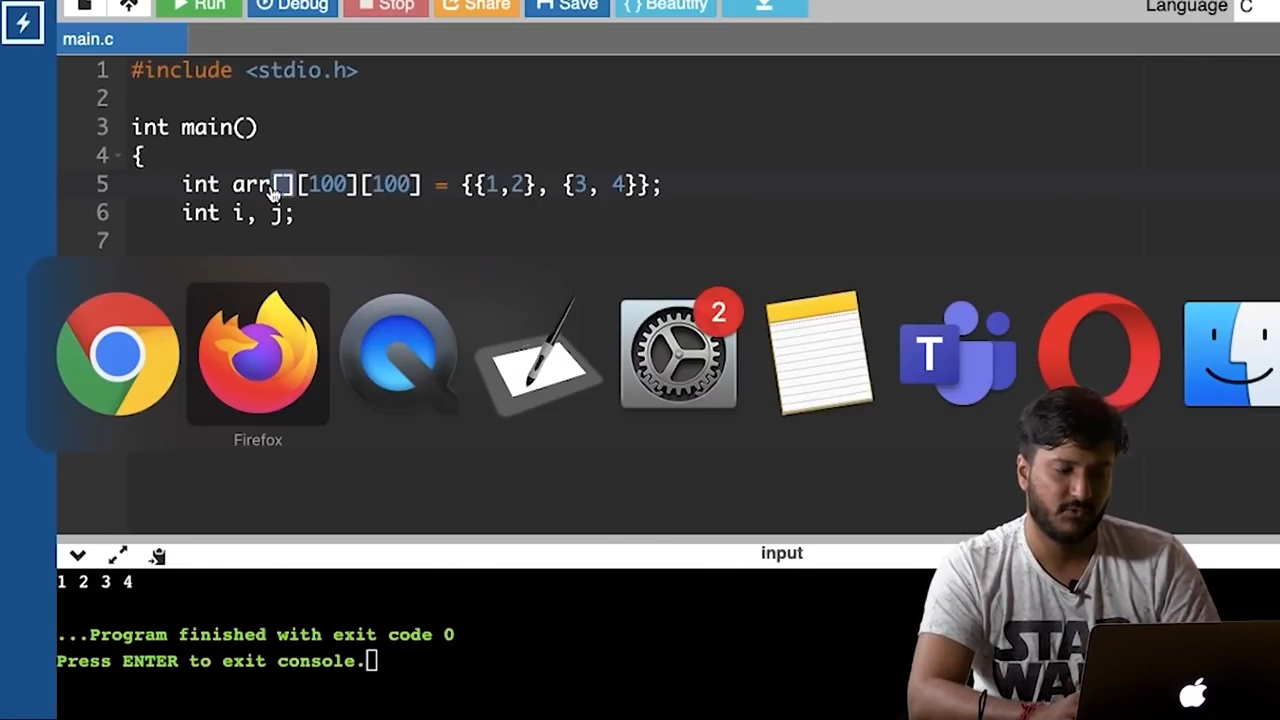 Run Debug Stop Share Save { } Beautify Language C
main.c
1 #include <stdio.h>
2
3 int main()
4 {
5 int arr[][100][100] = {{1,2}, {3, 4}};
6 int i, j;
7
2
T
Firefox
input
1 2 3 4
...Program finished with exit code 0
Press ENTER to exit console.
STAR
WA